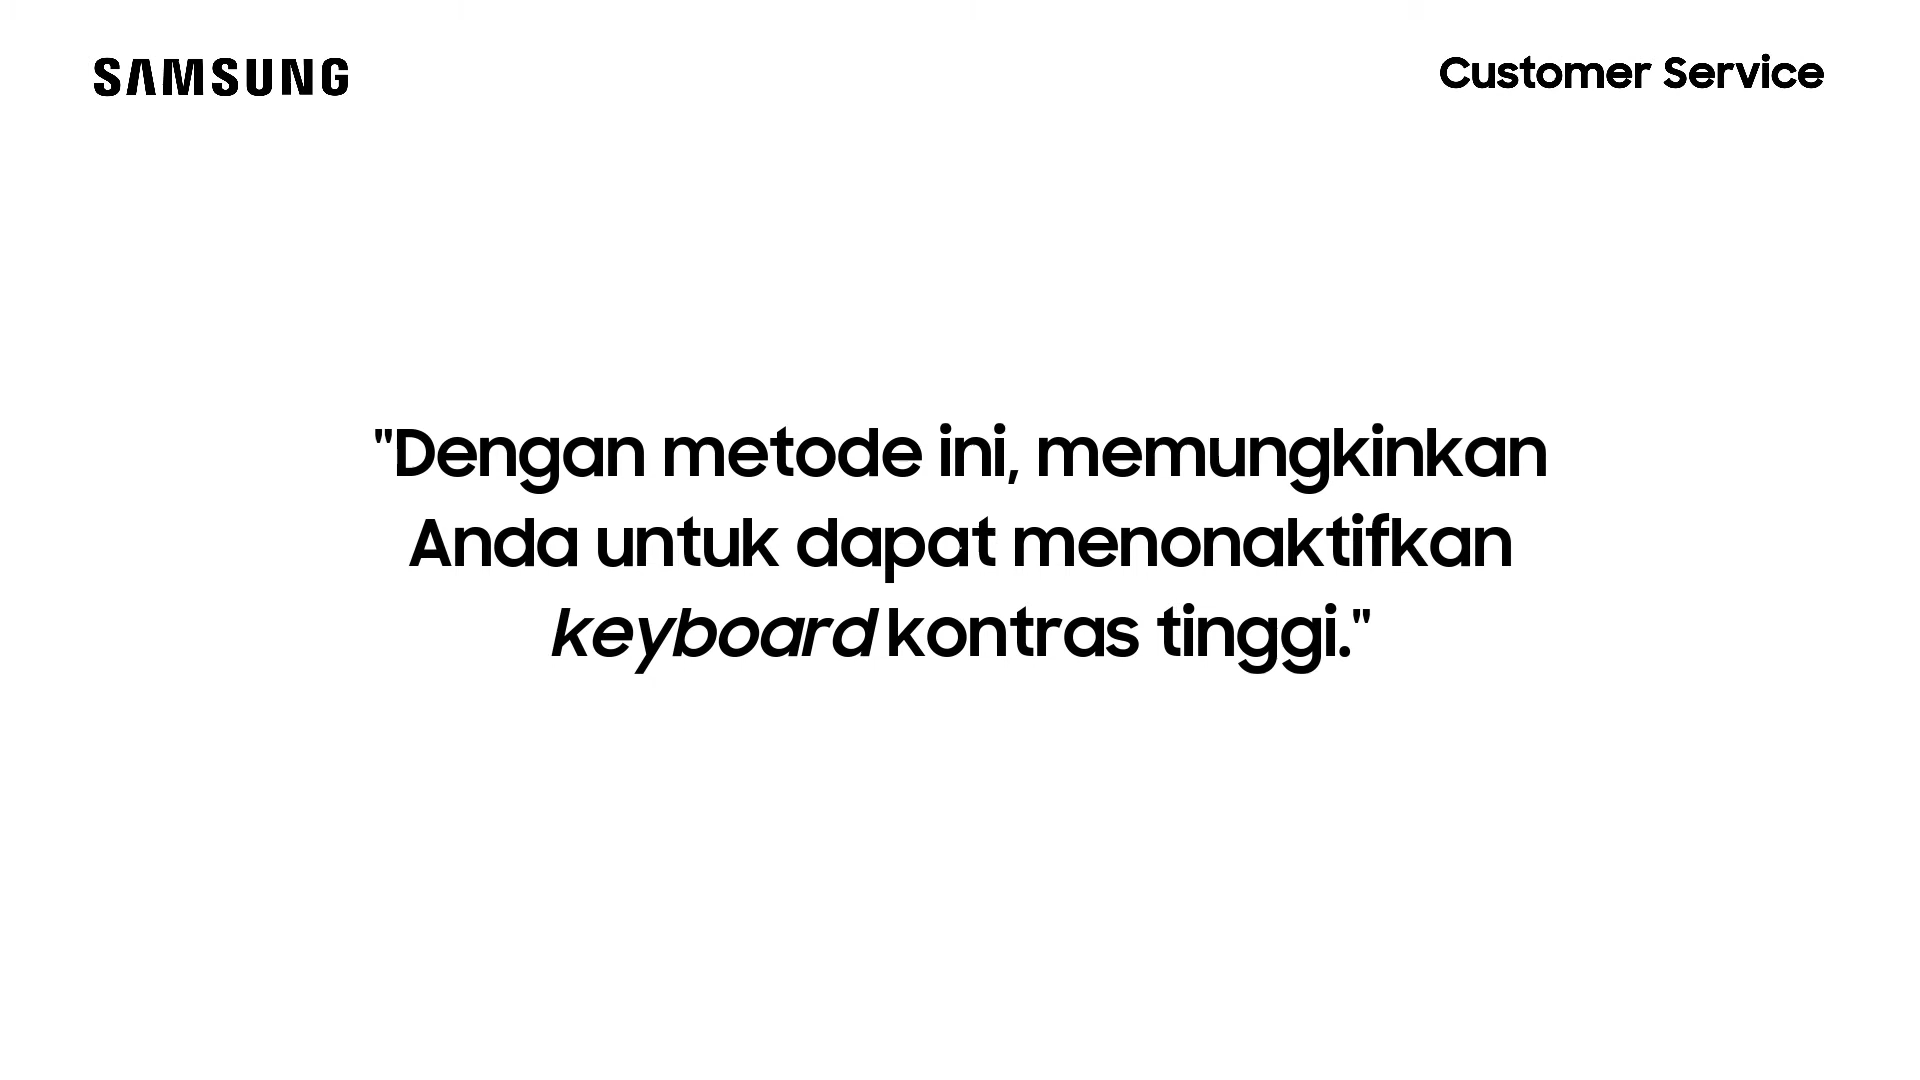 SAMSUNG
Customer Service
"Dengan metode ini, memungkinkan
Anda untuk dapat menonaktifkan
keyboard kontras tinggi."